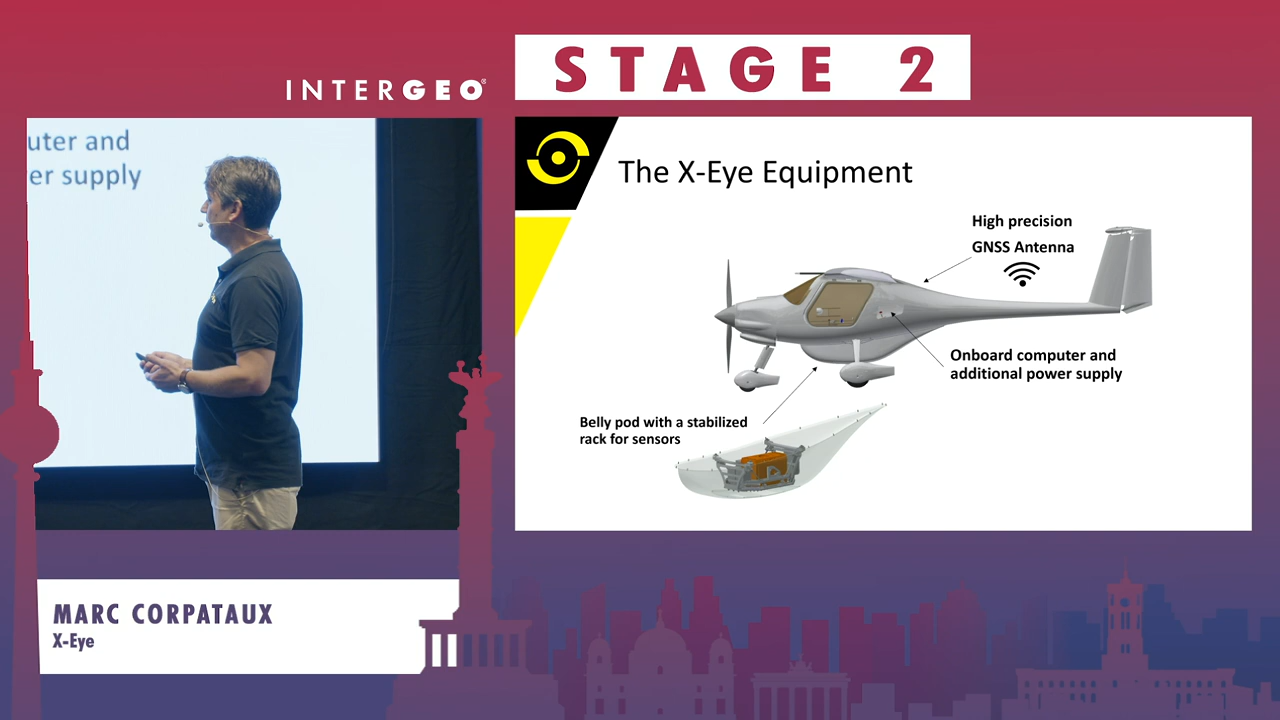 INTERGEO®
STAGE 2
uter and
er supply
The X-Eye Equipment
High precision
GNSS Antenna
Onboard computer and
additional power supply
Belly pod with a stabilized
rack for sensors
MARC CORPATAUX
X-Eye